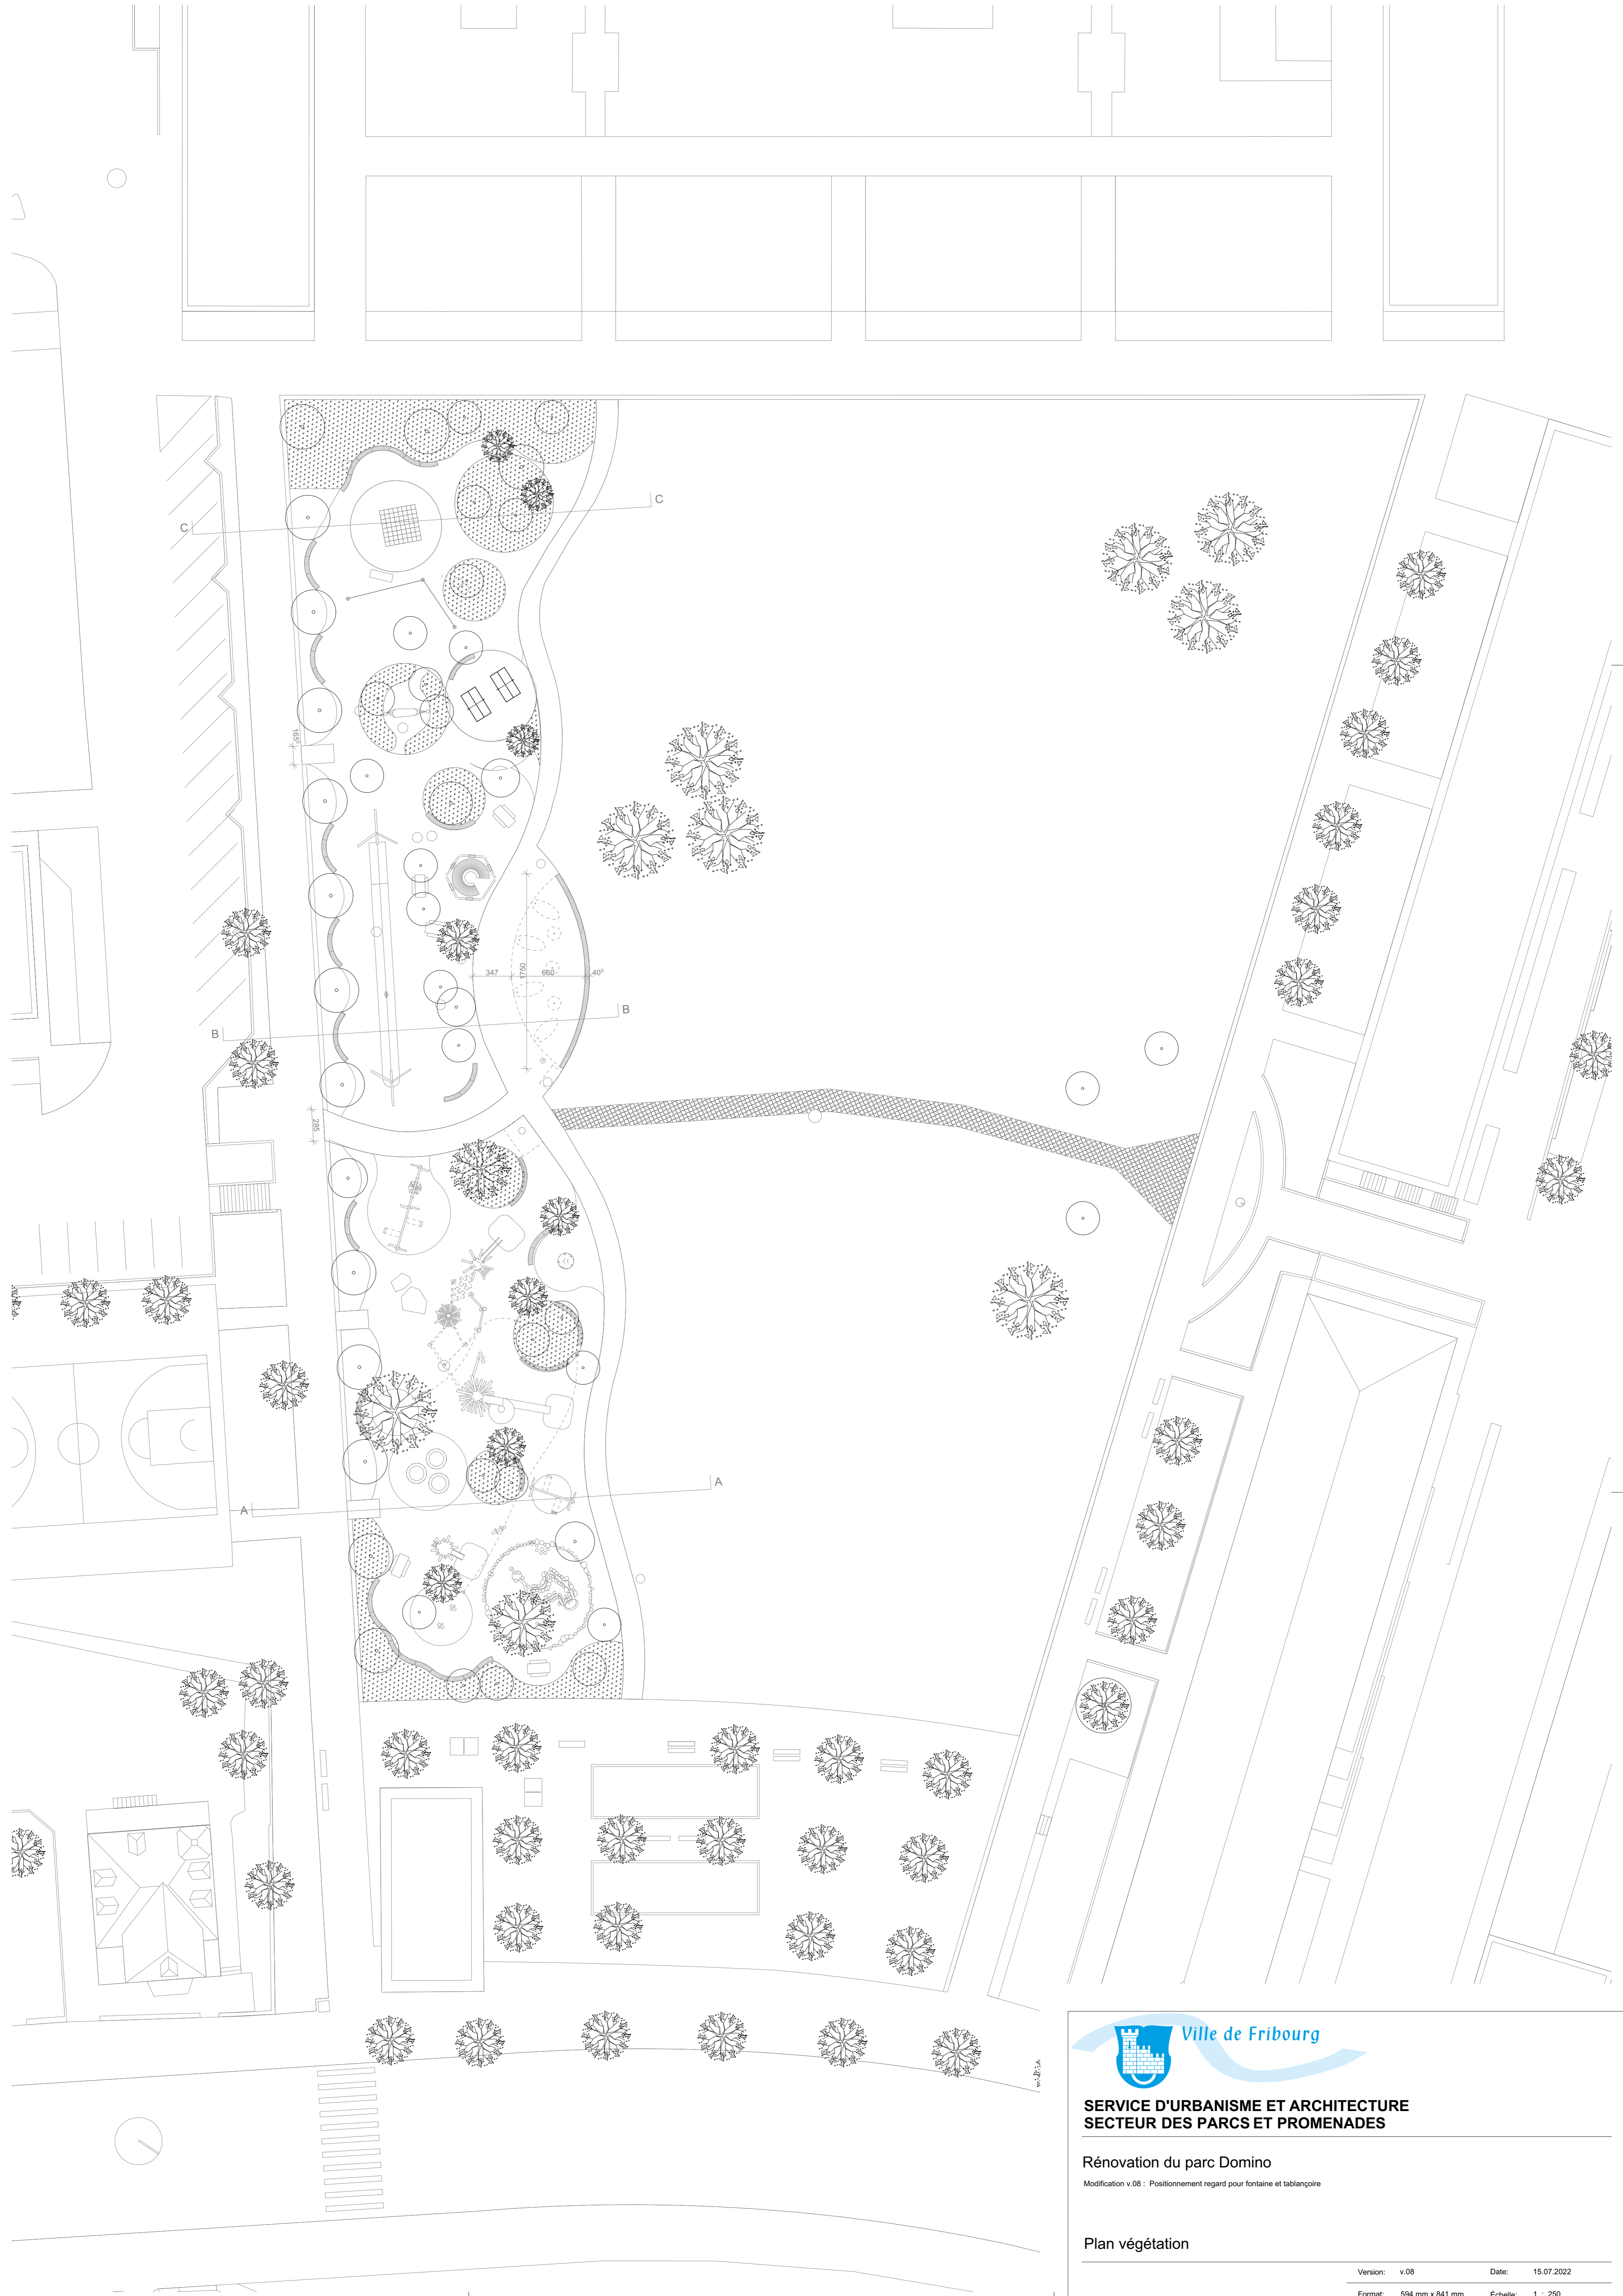 C
C
165⁵
347
1750
660
40⁵
B
B
285
A
A
Ville de Fribourg
SERVICE D'URBANISME ET ARCHITECTURE
SECTEUR DES PARCS ET PROMENADES
Rénovation du parc Domino
Modification v.08 : Positionnement regard pour fontaine et tablançoire
Plan végétation
Version: v.08 Date: 15.07.2022
Format: 594 mm x 841 mm Échelle: 1 : 250